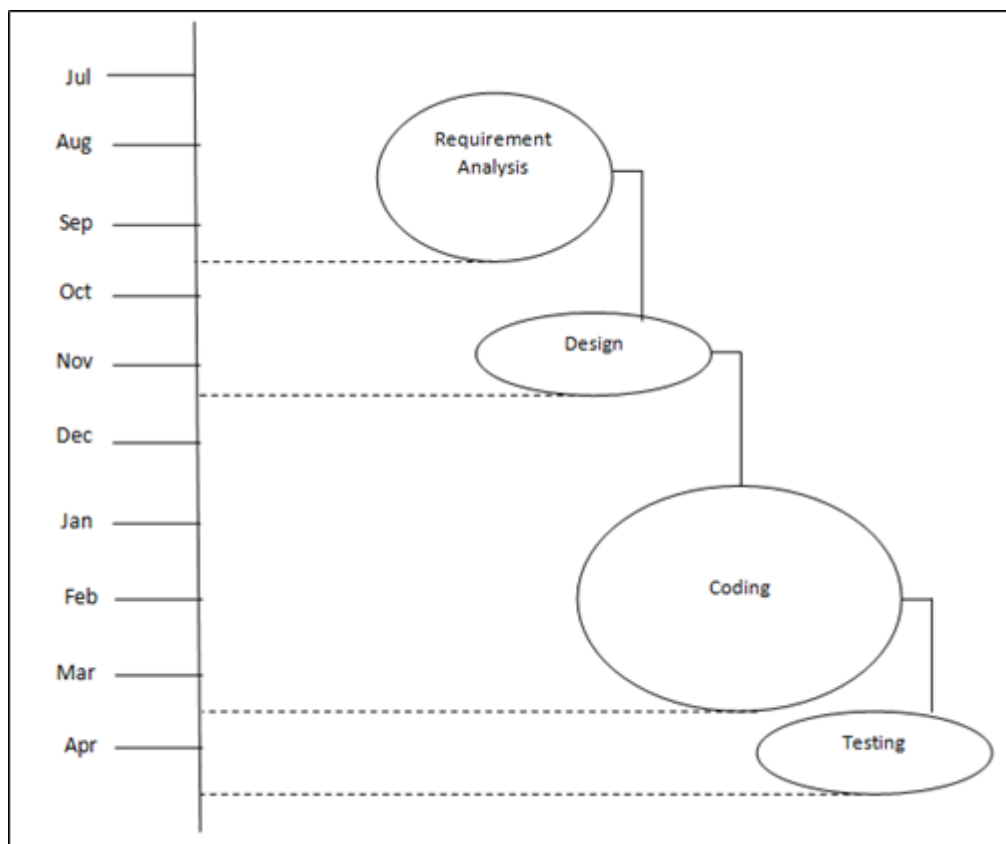 Jul
Aug
Requirement
Analysis
Sep
Oct
Design
Nov
Dec
Jan
Coding
Feb
Mar
Testing
Apr